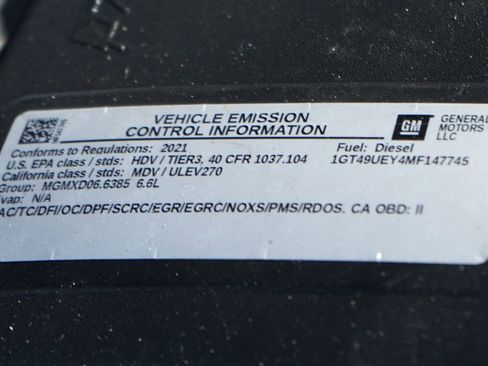 VEHICLE EMISSION
CONTROL INFORMATION
GM
GENERAL
MOTORS
LLC
Conforms to Regulations: 2021
Fuel: Diesel
U.S. EPA class / stds: HDV / TIER3. 40 CFR 1037.104
1GT49UEY4MF147745
California class / stds: MDV / ULEV270
Group: MGMXD06.6385 6.6L
Evap: N/A
AC/TC/DFI/OC/DPF/SCRC/EGR/EGRC/NOXS/PMS/RDOS. CA OBD: II